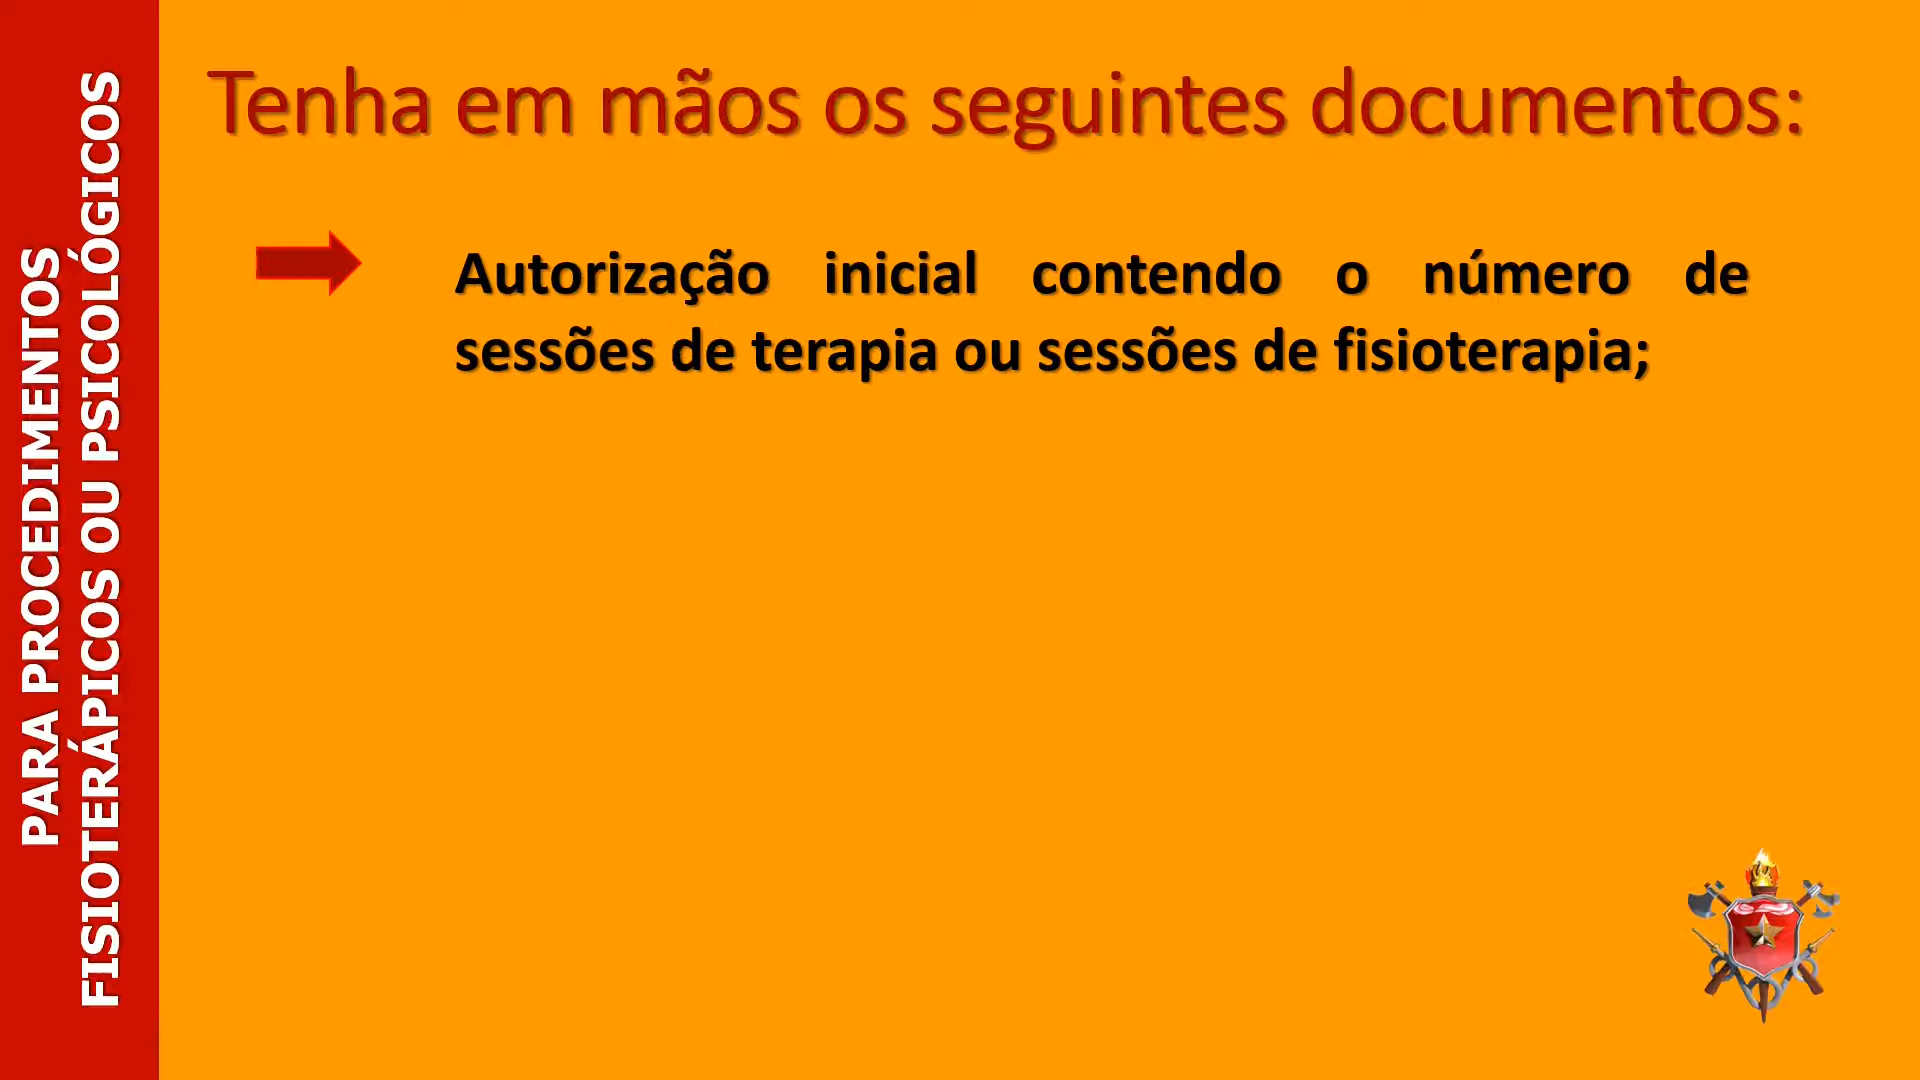 PARA PROCEDIMENTOS
FISIOTERÁPICOS OU PSICOLÓGICOS
Tenha em mãos os seguintes documentos:
Autorização inicial contendo o número de
sessões de terapia ou sessões de fisioterapia;